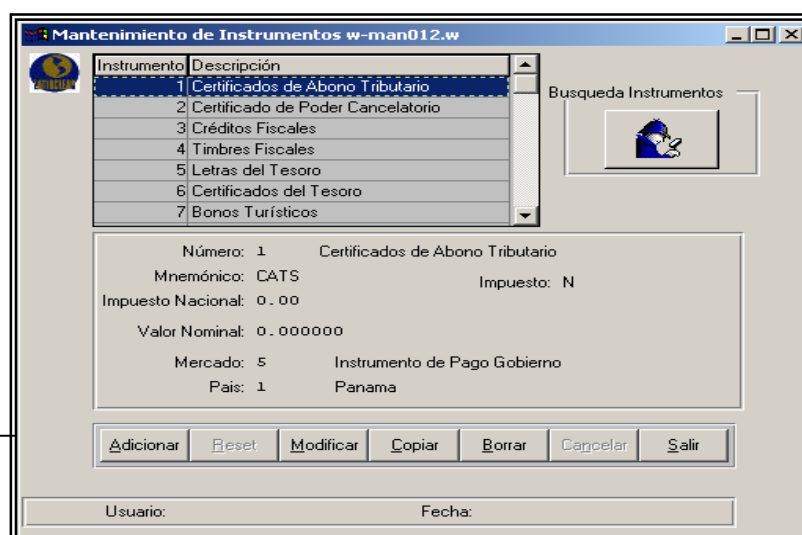 Mantenimiento de Instrumentos w-man012.w
LATINCLEAR
Instrumento Descripción
1 Certificados de Abono Tributario
2 Certificado de Poder Cancelatorio
3 Créditos Fiscales
4 Timbres Fiscales
5 Letras del Tesoro
6 Certificados del Tesoro
7 Bonos Turísticos
Busqueda Instrumentos
Número: 1 Certificados de Abono Tributario
Mnemónico: CATS Impuesto: N
Impuesto Nacional: 0.00
Valor Nominal: 0.000000
Mercado: 5 Instrumento de Pago Gobierno
Pais: 1 Panama
Adicionar Reset Modificar Copiar Borrar Cancelar Salir
Usuario: Fecha: